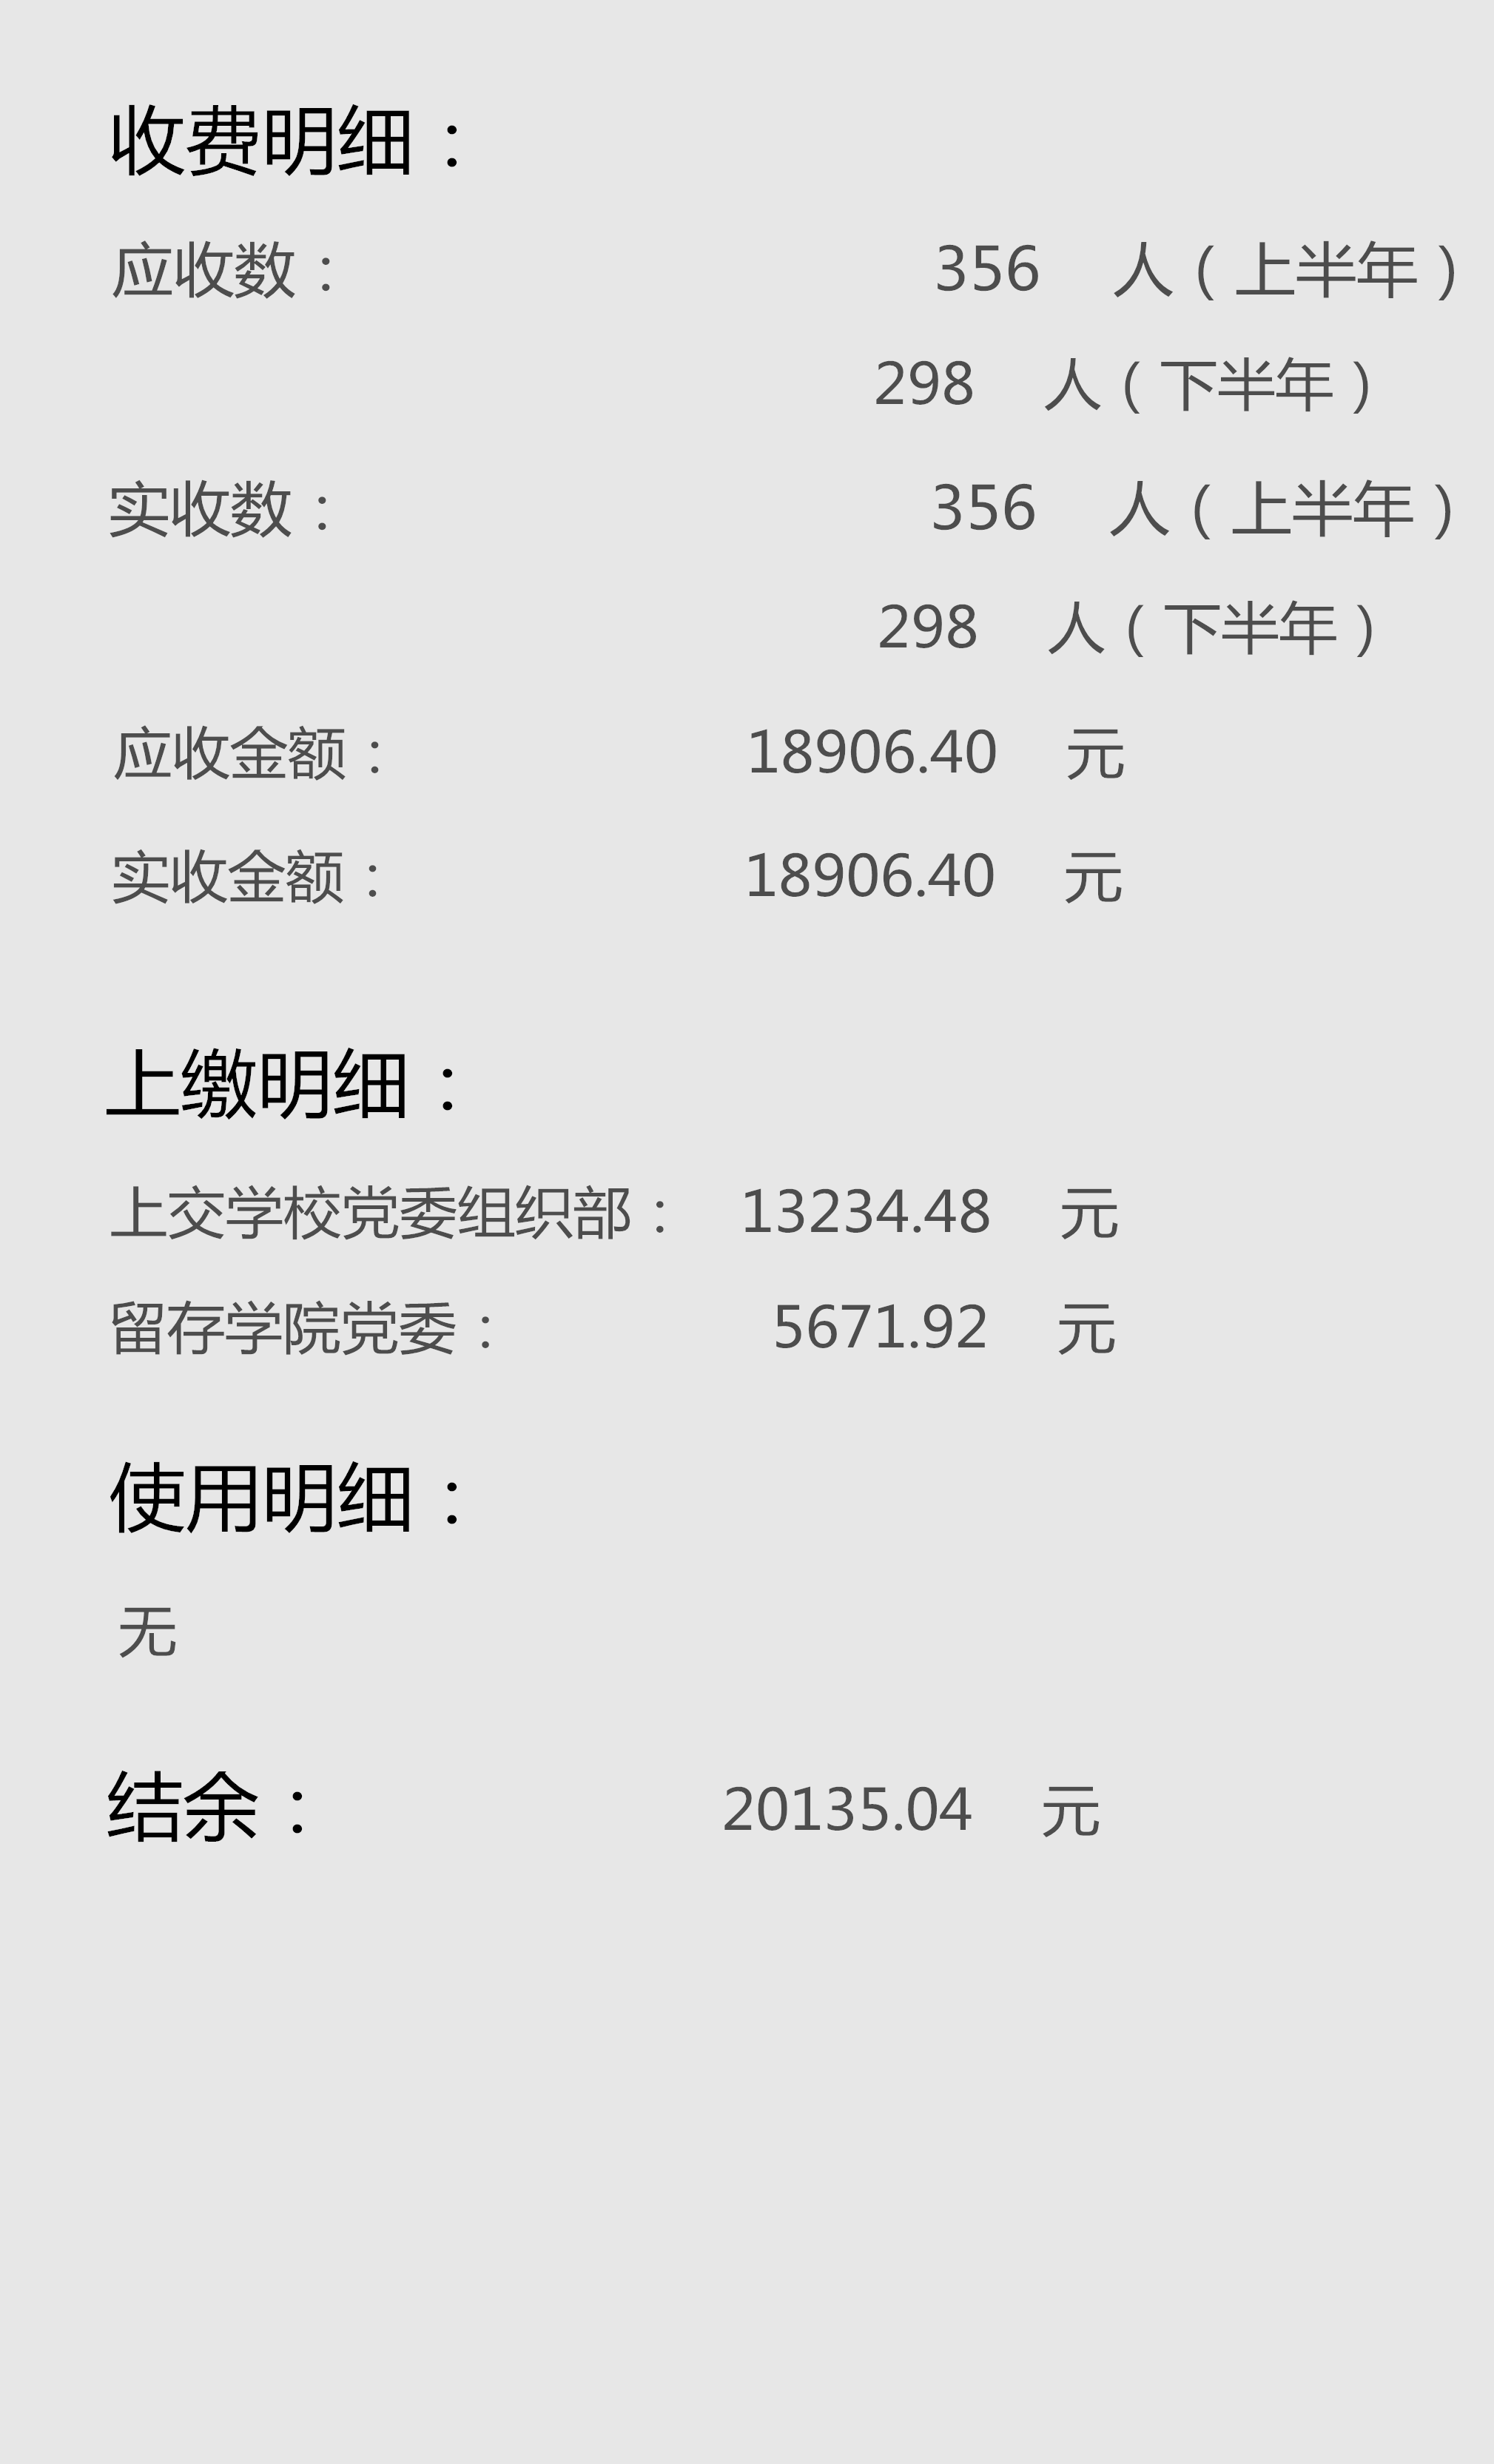 收费明细：
应收数： 356 人（上半年）
298 人（下半年）
实收数： 356 人（上半年）
298 人（下半年）
应收金额： 18906.40 元
实收金额： 18906.40 元
上缴明细：
上交学校党委组织部： 13234.48 元
留存学院党委： 5671.92 元
使用明细：
无
结余： 20135.04 元